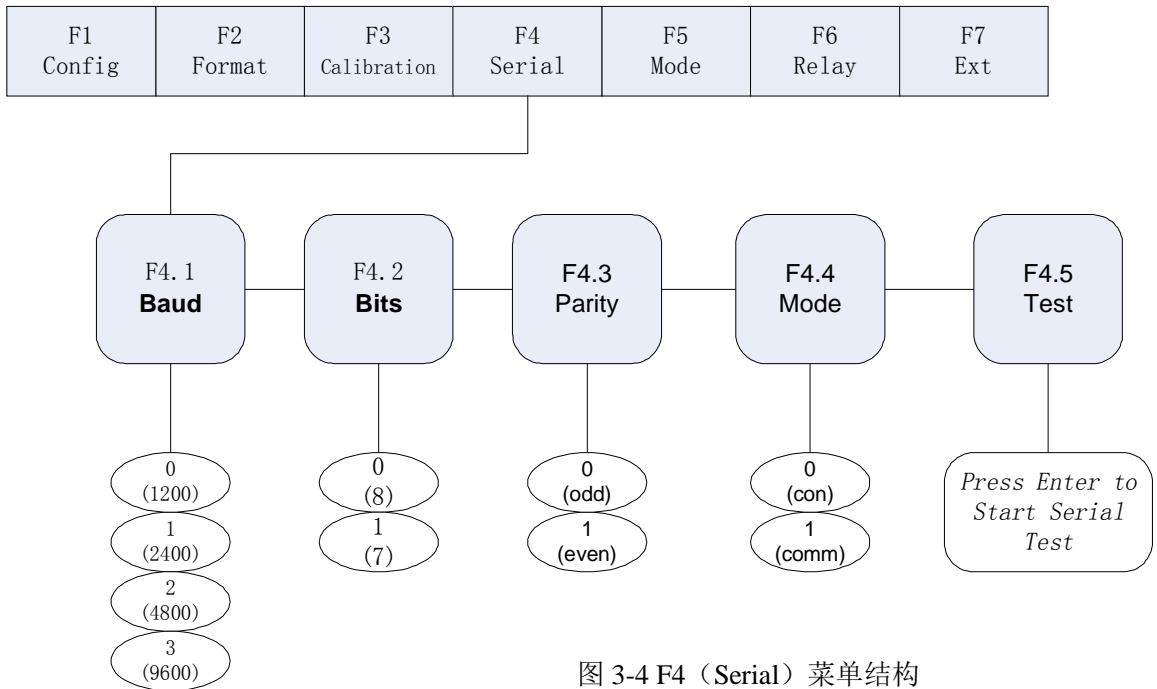 F1
Config
F2
Format
F3
Calibration
F4
Serial
F5
Mode
F6
Relay
F7
Ext
F4.1
Baud
F4.2
Bits
F4.3
Parity
F4.4
Mode
F4.5
Test
0
(1200)
1
(2400)
2
(4800)
3
(9600)
0
(8)
1
(7)
0
(odd)
1
(even)
0
(con)
1
(comm)
Press Enter to
Start Serial
Test
图 3-4 F4（Serial）菜单结构